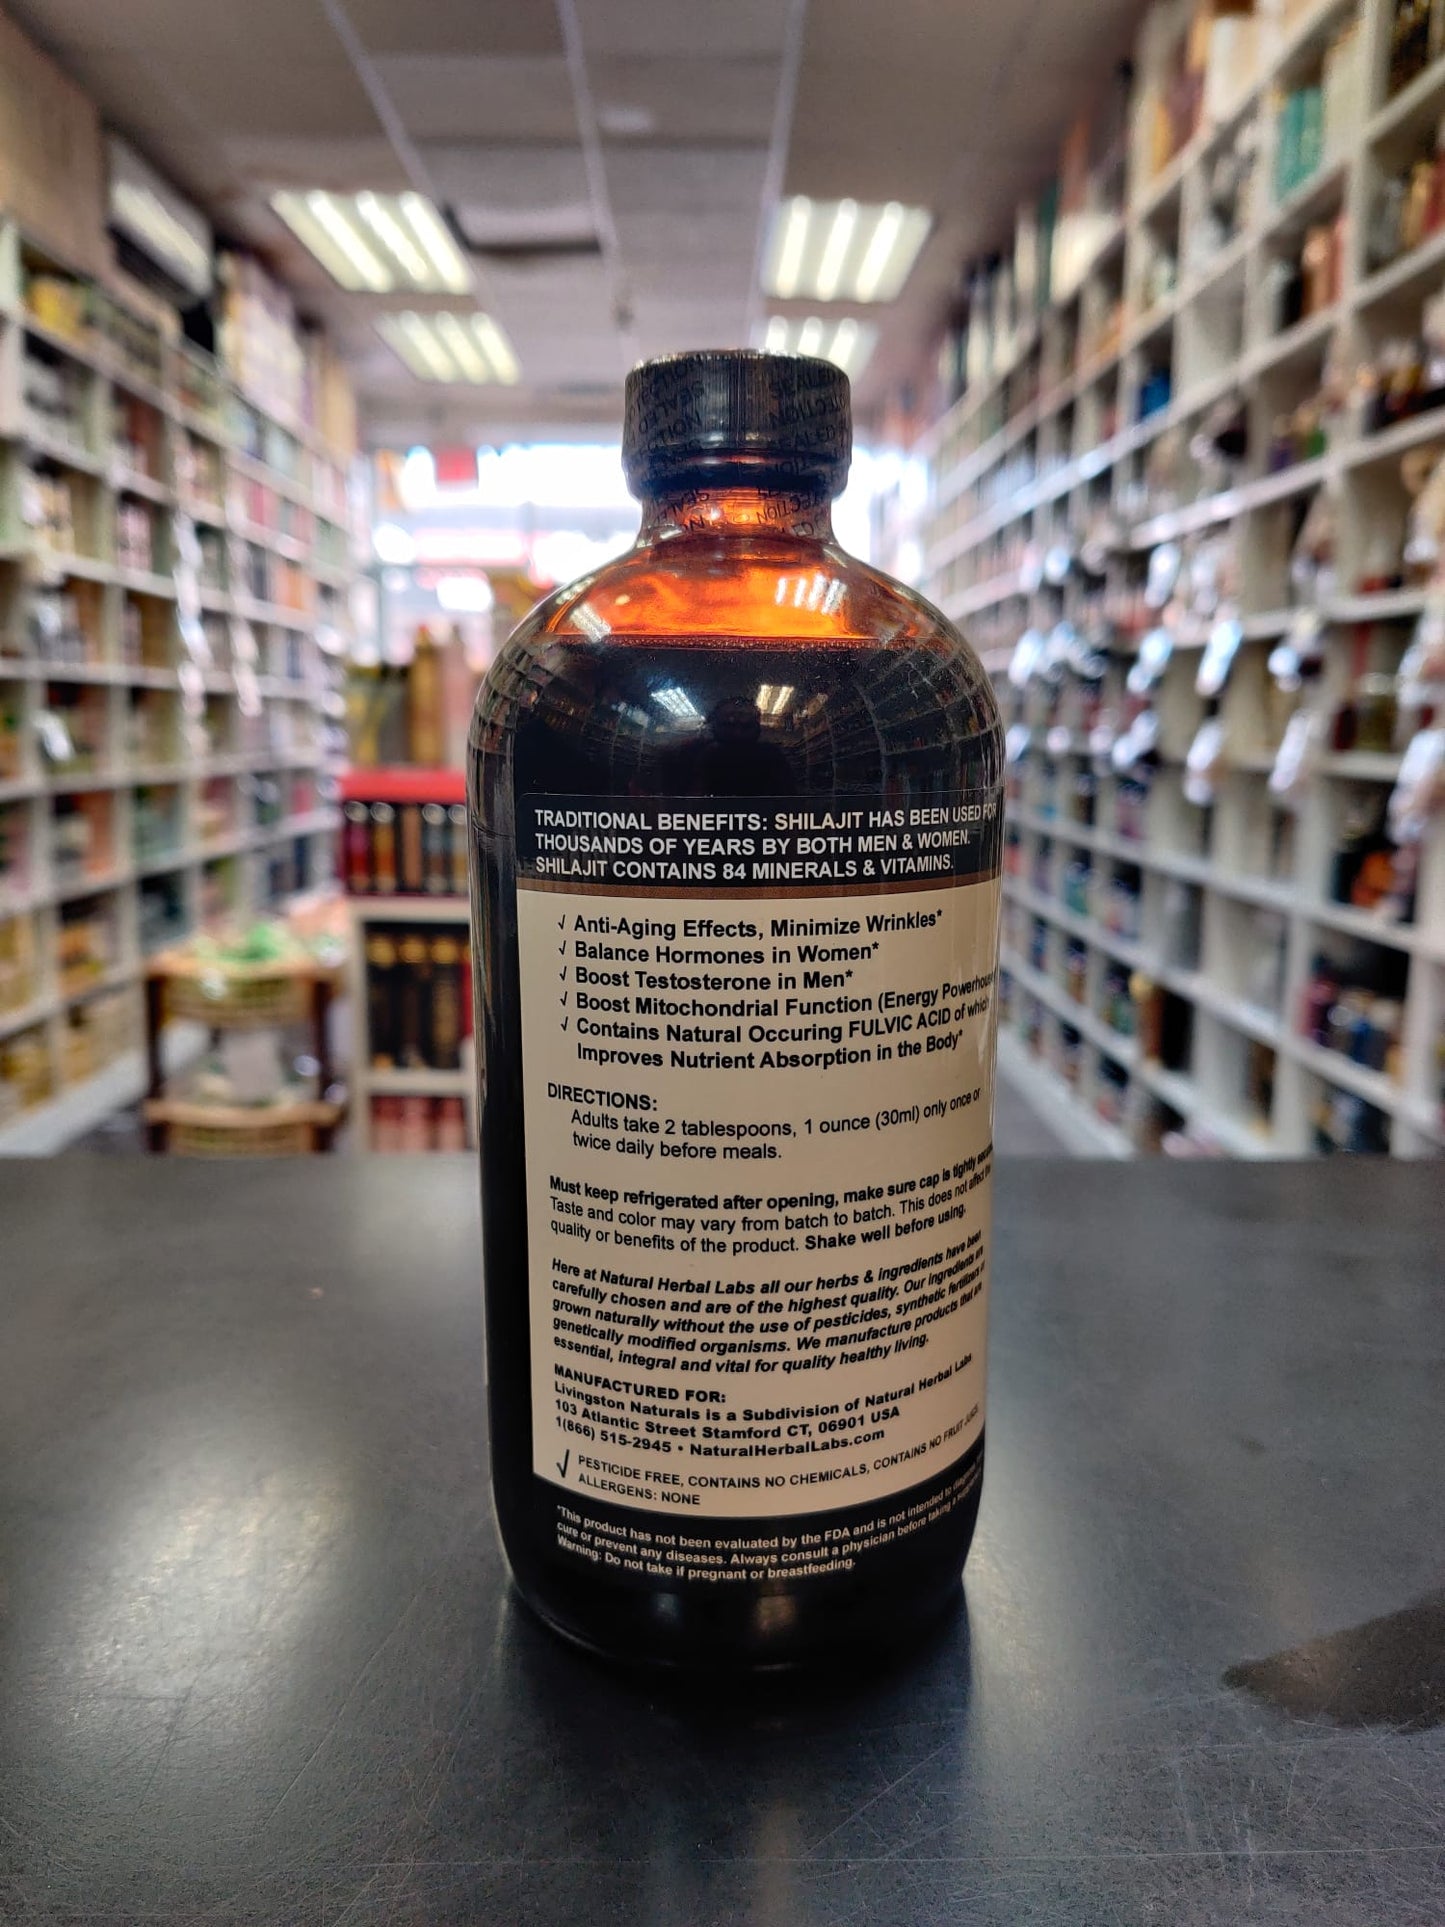 TRADITIONAL BENEFITS: SHILAJIT HAS BEEN USED FOR
THOUSANDS OF YEARS BY BOTH MEN & WOMEN.
SHILAJIT CONTAINS 84 MINERALS & VITAMINS.
√ Anti-Aging Effects, Minimize Wrinkles*
√ Balance Hormones in Women*
√ Boost Testosterone in Men*
√ Boost Mitochondrial Function (Energy Powerhouse
√ Contains Natural Occuring FULVIC ACID of which
Improves Nutrient Absorption in the Body*
DIRECTIONS:
Adults take 2 tablespoons, 1 ounce (30ml) only once or
twice daily before meals.
Must keep refrigerated after opening, make sure cap is tightly
Taste and color may vary from batch to batch. This does not affect the
quality or benefits of the product. Shake well before using.
Here at Natural Herbal Labs all our herbs & ingredients have been
carefully chosen and are of the highest quality. Our ingredients are
grown naturally without the use of pesticides, synthetic fertilizers or
genetically modified organisms. We manufacture products that are
essential, integral and vital for quality healthy living.
MANUFACTURED FOR:
Livingston Naturals is a Subdivision of Natural Herbal Labs
103 Atlantic Street Stamford CT, 06901 USA
1(866) 515-2945 • NaturalHerbalLabs.com
√ PESTICIDE FREE, CONTAINS NO CHEMICALS, CONTAINS NO FRUIT JUICE,
ALLERGENS: NONE
*This product has not been evaluated by the FDA and is not intended to diagnose,
cure or prevent any diseases. Always consult a physician before taking a
Warning: Do not take if pregnant or breastfeeding.